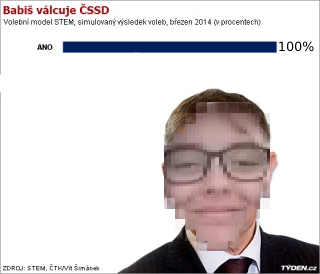 Babiš válcuje ČSSD
Volební model STEM, simulovaný výsledek voleb, březen 2014 (v procentech)
ANO 100%
ZDROJ: STEM, ČTK/Vít Šimánek
TÝDEN.cz